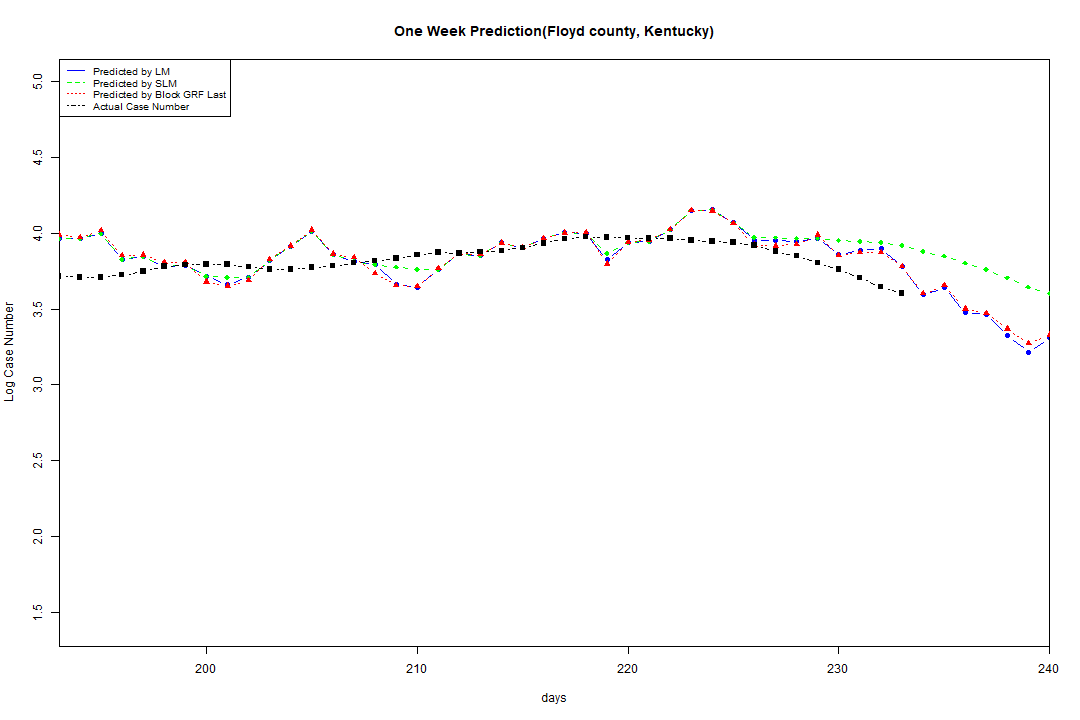 One Week Prediction(Floyd county, Kentucky)
Predicted by LM
Predicted by SLM
Predicted by Block GRF Last
Actual Case Number
5.0
4.5
4.0
3.5
3.0
2.5
2.0
1.5
Log Case Number
200 210 220 230 240
days